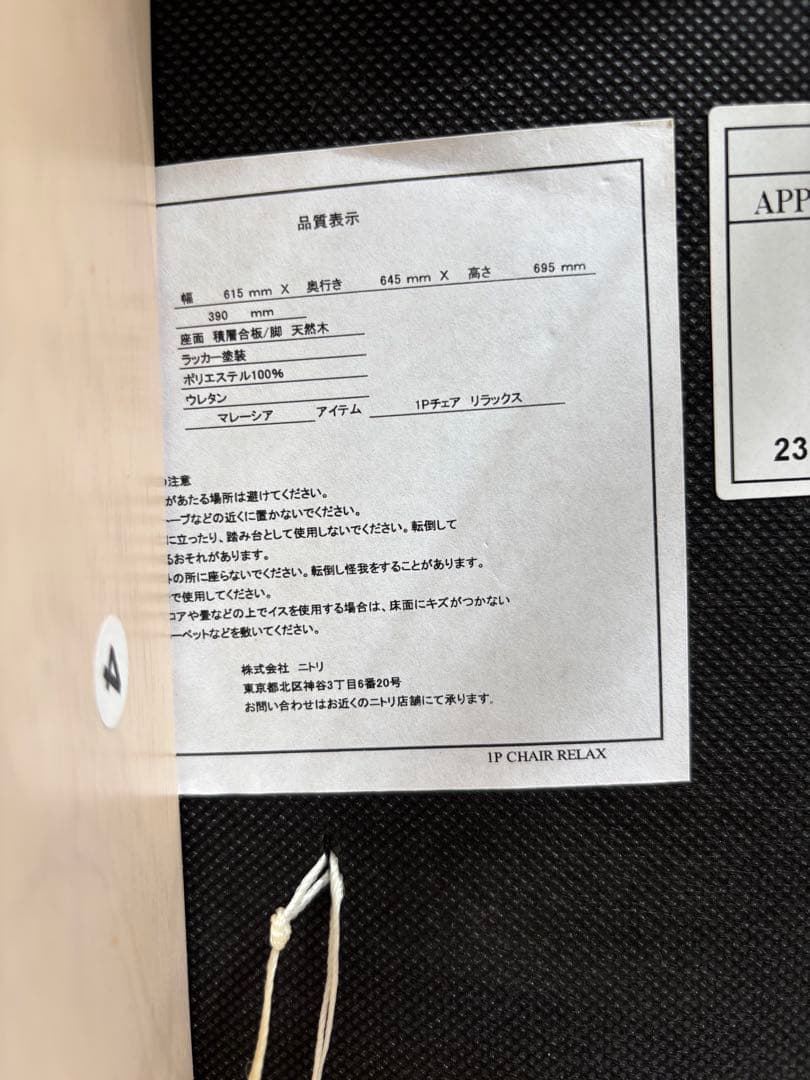 品質表示
幅 615 mm X 奥行き 645 mm X 高さ 695 mm
390 mm
座面 積層合板/脚 天然木
ラッカー塗装
ポリエステル100%
ウレタン
マレーシア アイテム 1Pチェア リラックス
の注意
があたる場所は避けてください。
ーブなどの近くに置かないでください。
に立ったり、踏み台として使用しないでください。転倒して
るおそれがあります。
の所に座らないでください。転倒し怪我をすることがあります。
で使用してください。
コアや畳などの上でイスを使用する場合は、床面にキズがつかない
ーペットなどを敷いてください。
株式会社 ニトリ
東京都北区神谷3丁目6番20号
お問い合わせはお近くのニトリ店舗にて承ります。
1P CHAIR RELAX
APP
23
4